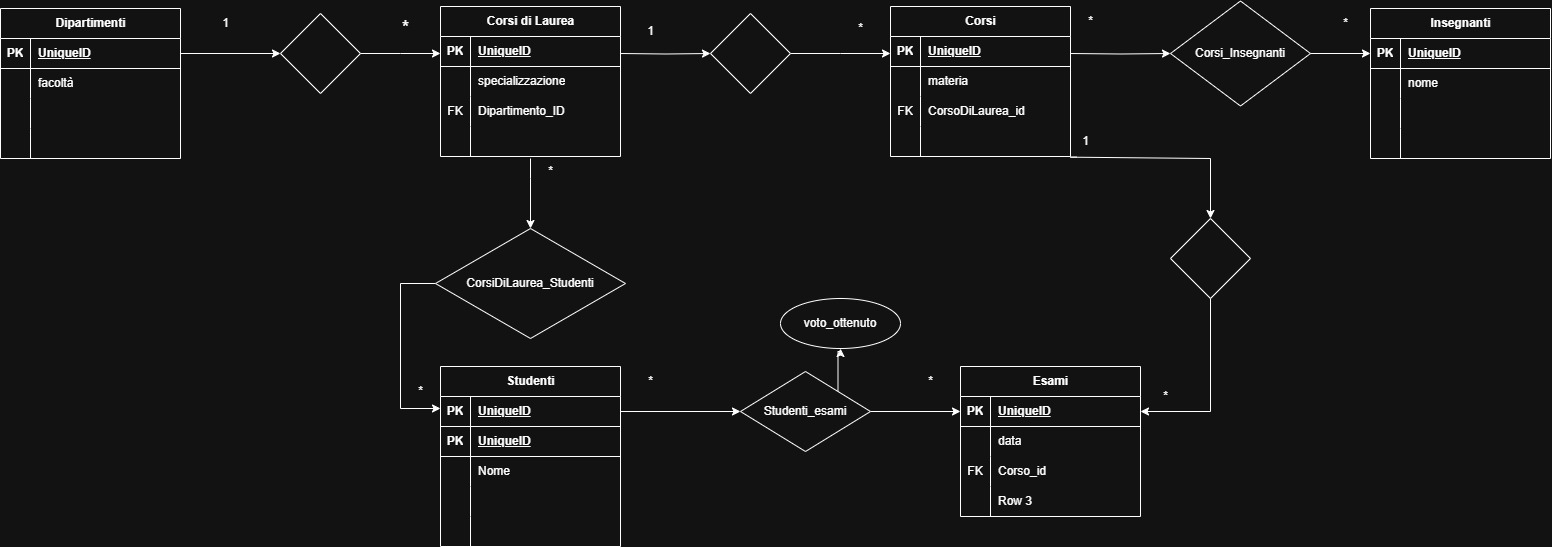 Dipartimenti
PK UniqueID
facoltà
1
*
Corsi di Laurea
PK UniqueID
specializzazione
FK Dipartimento_ID
1
*
Corsi
PK UniqueID
materia
FK CorsoDiLaurea_id
*
Corsi_Insegnanti
*
Insegnanti
PK UniqueID
nome
1
*
CorsiDiLaurea_Studenti
*
voto_ottenuto
Studenti
PK UniqueID
PK UniqueID
Nome
*
Studenti_esami
*
Esami
PK UniqueID
data
FK Corso_id
Row 3
*